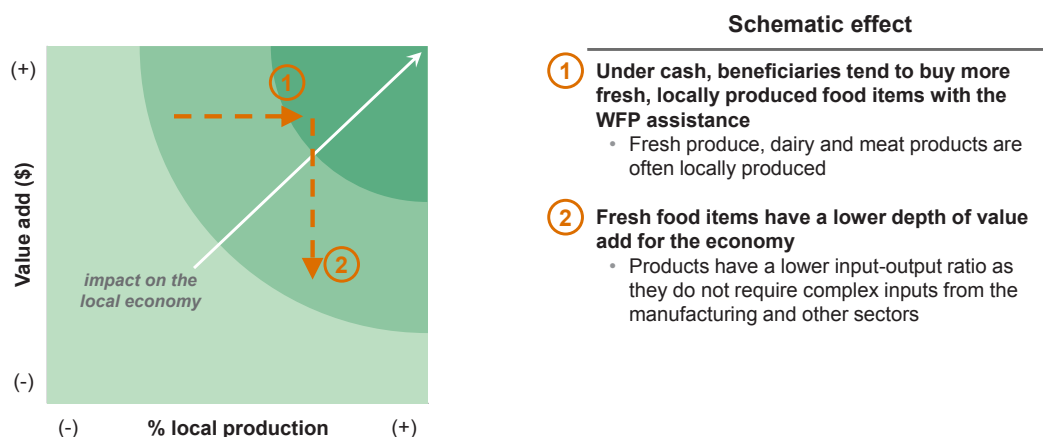 (+)
Value add ($)
(-)
1
2
impact on the
local economy
(-)
% local production
(+)
Schematic effect
1
Under cash, beneficiaries tend to buy more
fresh, locally produced food items with the
WFP assistance
• Fresh produce, dairy and meat products are
often locally produced
2
Fresh food items have a lower depth of value
add for the economy
• Products have a lower input-output ratio as
they do not require complex inputs from the
manufacturing and other sectors